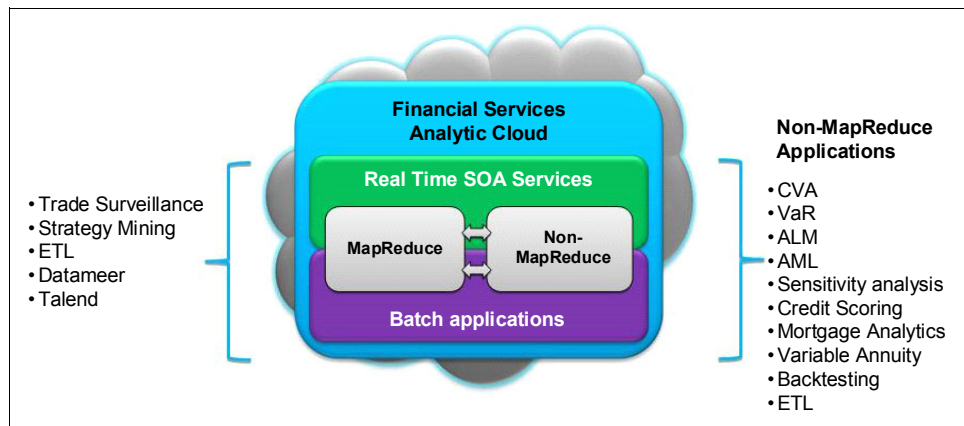 Financial Services
Analytic Cloud
Real Time SOA Services
MapReduce
Non-
MapReduce
Batch applications
• Trade Surveillance
• Strategy Mining
• ETL
• Datameer
• Talend
Non-MapReduce
Applications
• CVA
• VaR
• ALM
• AML
• Sensitivity analysis
• Credit Scoring
• Mortgage Analytics
• Variable Annuity
• Backtesting
• ETL